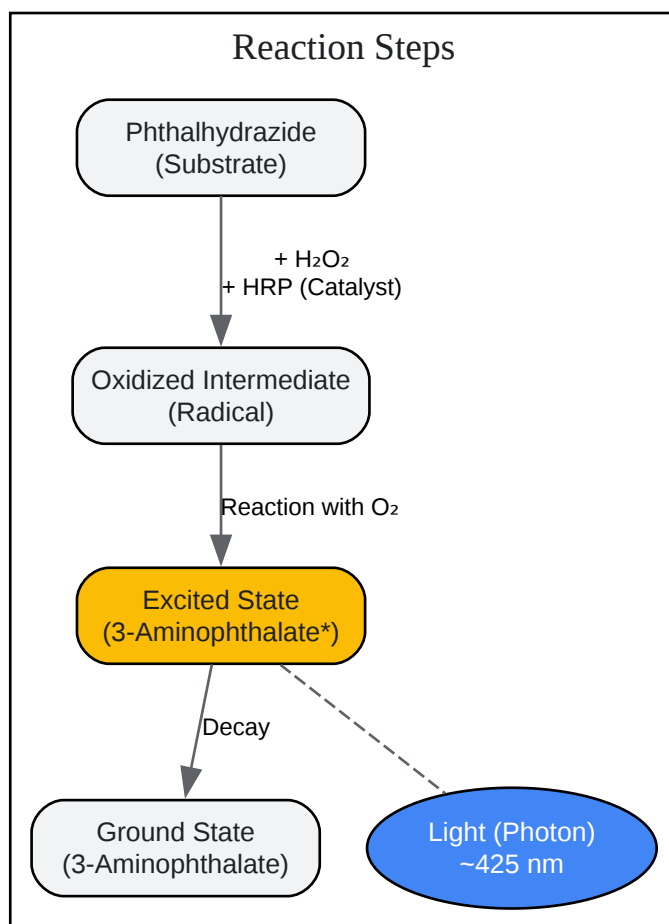 Reaction Steps
Phthalhydrazide
(Substrate)
+ H₂O₂
+ HRP (Catalyst)
Oxidized Intermediate
(Radical)
Reaction with O₂
Excited State
(3-Aminophthalate*)
Decay
Ground State
(3-Aminophthalate)
Light (Photon)
~425 nm